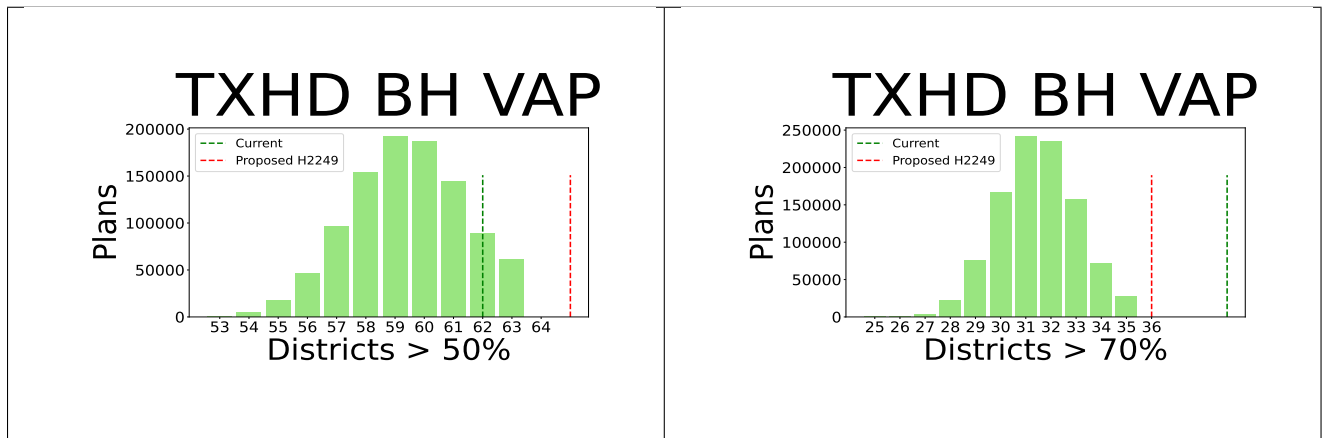 TXHD BH VAP
200000
150000
100000
50000
0
Plans
Current
Proposed H2249
53 54 55 56 57 58 59 60 61 62 63 64
Districts > 50%
TXHD BH VAP
250000
200000
150000
100000
50000
0
Plans
Current
Proposed H2249
25 26 27 28 29 30 31 32 33 34 35 36
Districts > 70%